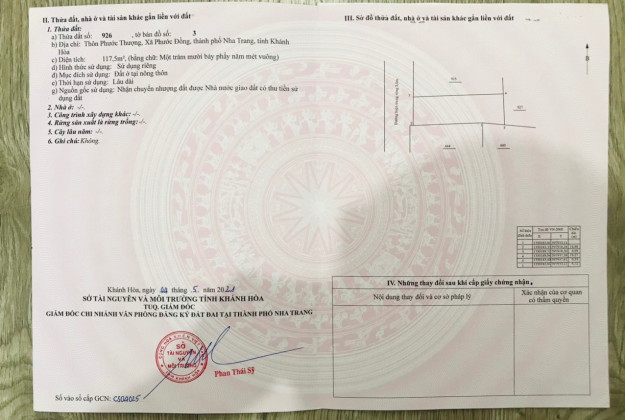 II. Thửa đất, nhà ở và tài sản khác gắn liền với đất
1. Thửa đất:
a) Thửa đất số: 926 , tờ bản đồ số: 3
b) Địa chỉ: Thôn Phước Thượng, Xã Phước Đồng, thành phố Nha Trang, tỉnh Khánh
Hòa
c) Diện tích: 117,5m², (bằng chữ: Một trăm mười bảy phẩy năm mét vuông)
d) Hình thức sử dụng: Sử dụng riêng
đ) Mục đích sử dụng: Đất ở tại nông thôn
e) Thời hạn sử dụng: Lâu dài
g) Nguồn gốc sử dụng: Nhận chuyển nhượng đất được Nhà nước giao đất có thu tiền sử
dụng đất
2. Nhà ở: -/-
3. Công trình xây dựng khác: -/-
4. Rừng sản xuất là rừng trồng: -/-
5. Cây lâu năm: -/-
6. Ghi chú: Không.
Khánh Hòa, ngày tháng 5 năm
SỞ TÀI NGUYÊN VÀ MÔI TRƯỜNG TỈNH KHÁNH HÒA
TUQ. GIÁM ĐỐC
GIÁM ĐỐC CHI NHÁNH VĂN PHÒNG ĐĂNG KÝ ĐẤT ĐAI TẠI THÀNH PHỐ NHA TRANG
SỞ
TÀI NGUYÊN
VÀ
MÔI TRƯỜNG
Phan Thái Sỹ
Số vào sổ cấp GCN:
III. Sơ đồ thửa đất, nhà ở và tài sản khác gắn liền với đất
IV. Những thay đổi sau khi cấp giấy chứng nhận
Nội dung thay đổi và cơ sở pháp lý
Xác nhận của cơ quan
có thẩm quyền